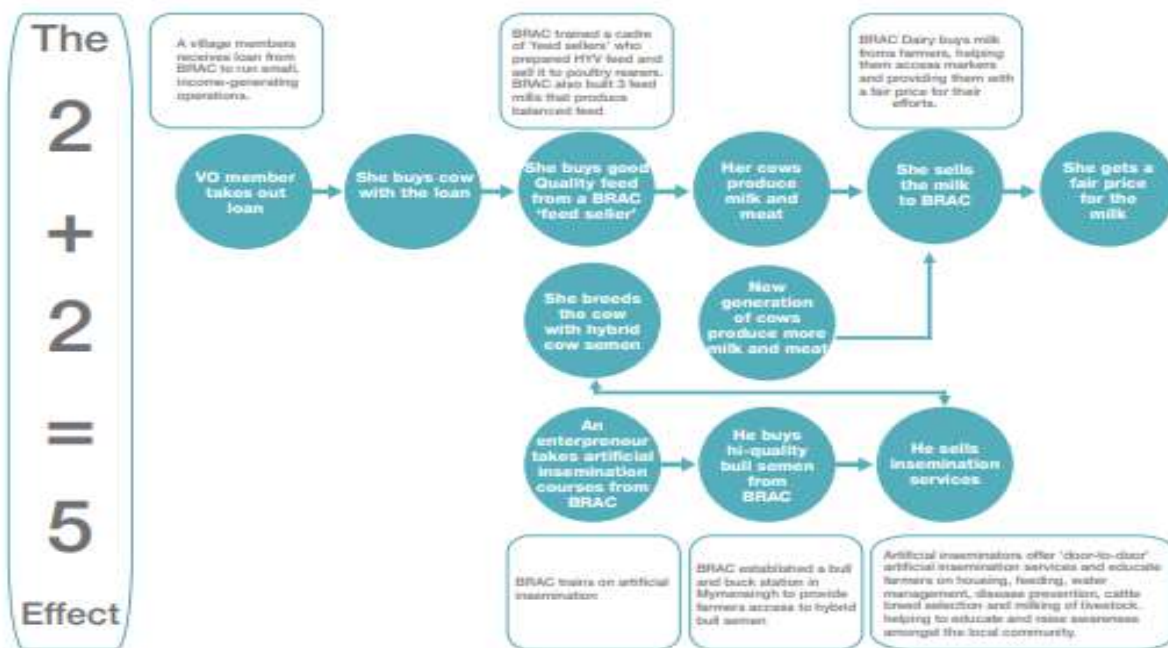 The
2
+
2
=
5
Effect
A village members
receives loan from
BRAC to run small,
income-generating
operations.
BRAC trained a cadre
of 'feed sellers' who
prepared HYV feed and
sell it to poultry rearers.
BRAC also built 3 feed
mills that produce
balanced feed
BRAC Dairy buys milk
froma farmers, helping
them access markers
and providing them with
a fair price for their
efforts.
VO member
takes out
loan
She buys cow
with the loan
She buys good
Quality feed
from a BRAC
'feed seller'
Her cows
produce
milk and
meat
She sells
the milk
to BRAC
She gets a
fair price
for the
milk
She breeds
the cow
with hybrid
cow semen
New
generation
of cows
produce more
milk and meat
An
enterpreneur
takes artificial
insemination
courses from
BRAC
He buys
hi-quality
bull semen
from
BRAC
He sells
insemination
services
BRAC trains on artificial
insemination
BRAC established a bull
and buck station in
Mymensingh to provide
farmers access to hybrid
bull semen
Artificial inseminators offer 'door-to-door'
artificial insemination services and educate
farmers on housing, feeding, water
management, disease prevention, cattle
breed selection and milking of livestock.
helping to educate and raise awareness
amongst the local community.